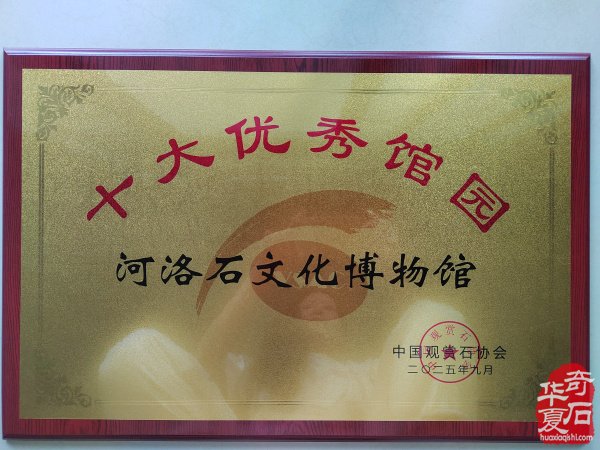 十大优秀馆园
河洛石文化博物馆
中国观赏石协会
二〇二五年九月
华夏奇石
huaxiaqishi.com